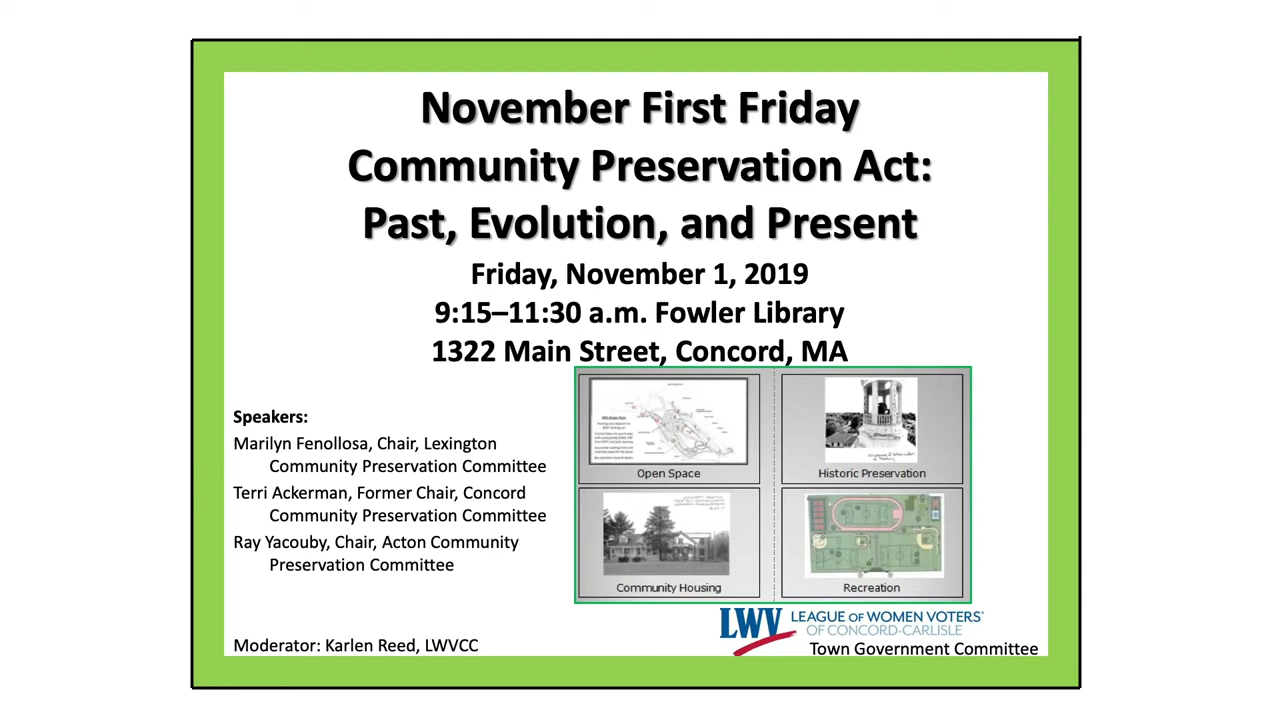 November First Friday
Community Preservation Act:
Past, Evolution, and Present
Friday, November 1, 2019
9:15–11:30 a.m. Fowler Library
1322 Main Street, Concord, MA
Speakers:
Marilyn Fenollosa, Chair, Lexington
Community Preservation Committee
Terri Ackerman, Former Chair, Concord
Community Preservation Committee
Ray Yacouby, Chair, Acton Community
Preservation Committee
Moderator: Karlen Reed, LWVCC
Open Space
Historic Preservation
Community Housing
Recreation
LWV LEAGUE OF WOMEN VOTERS®
OF CONCORD-CARLISLE
Town Government Committee